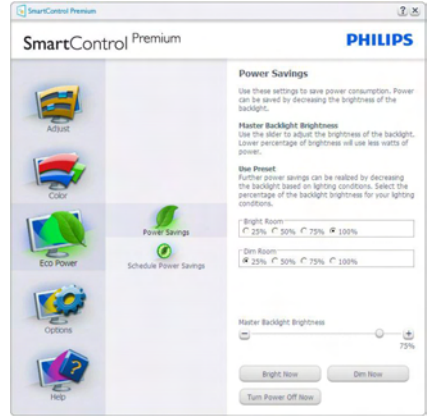 SmartControl Premium
SmartControl Premium
PHILIPS
Adjust
Color
Eco Power
Options
Help
Power Savings
Schedule Power Savings
Power Savings
Use these settings to save power consumption. Power
can be saved by decreasing the brightness of the
backlight.
Master Backlight Brightness
Use the slider to adjust the brightness of the backlight.
Lower percentage of brightness will use less watts of
power.
Use Preset
Further power savings can be realized by decreasing
the backlight based on lighting conditions. Select the
percentage of the backlight brightness for your lighting
conditions.
Bright Room
25% 50% 75% 100%
Dim Room
25% 50% 75% 100%
Master Backlight Brightness
75%
Bright Now Dim Now
Turn Power Off Now